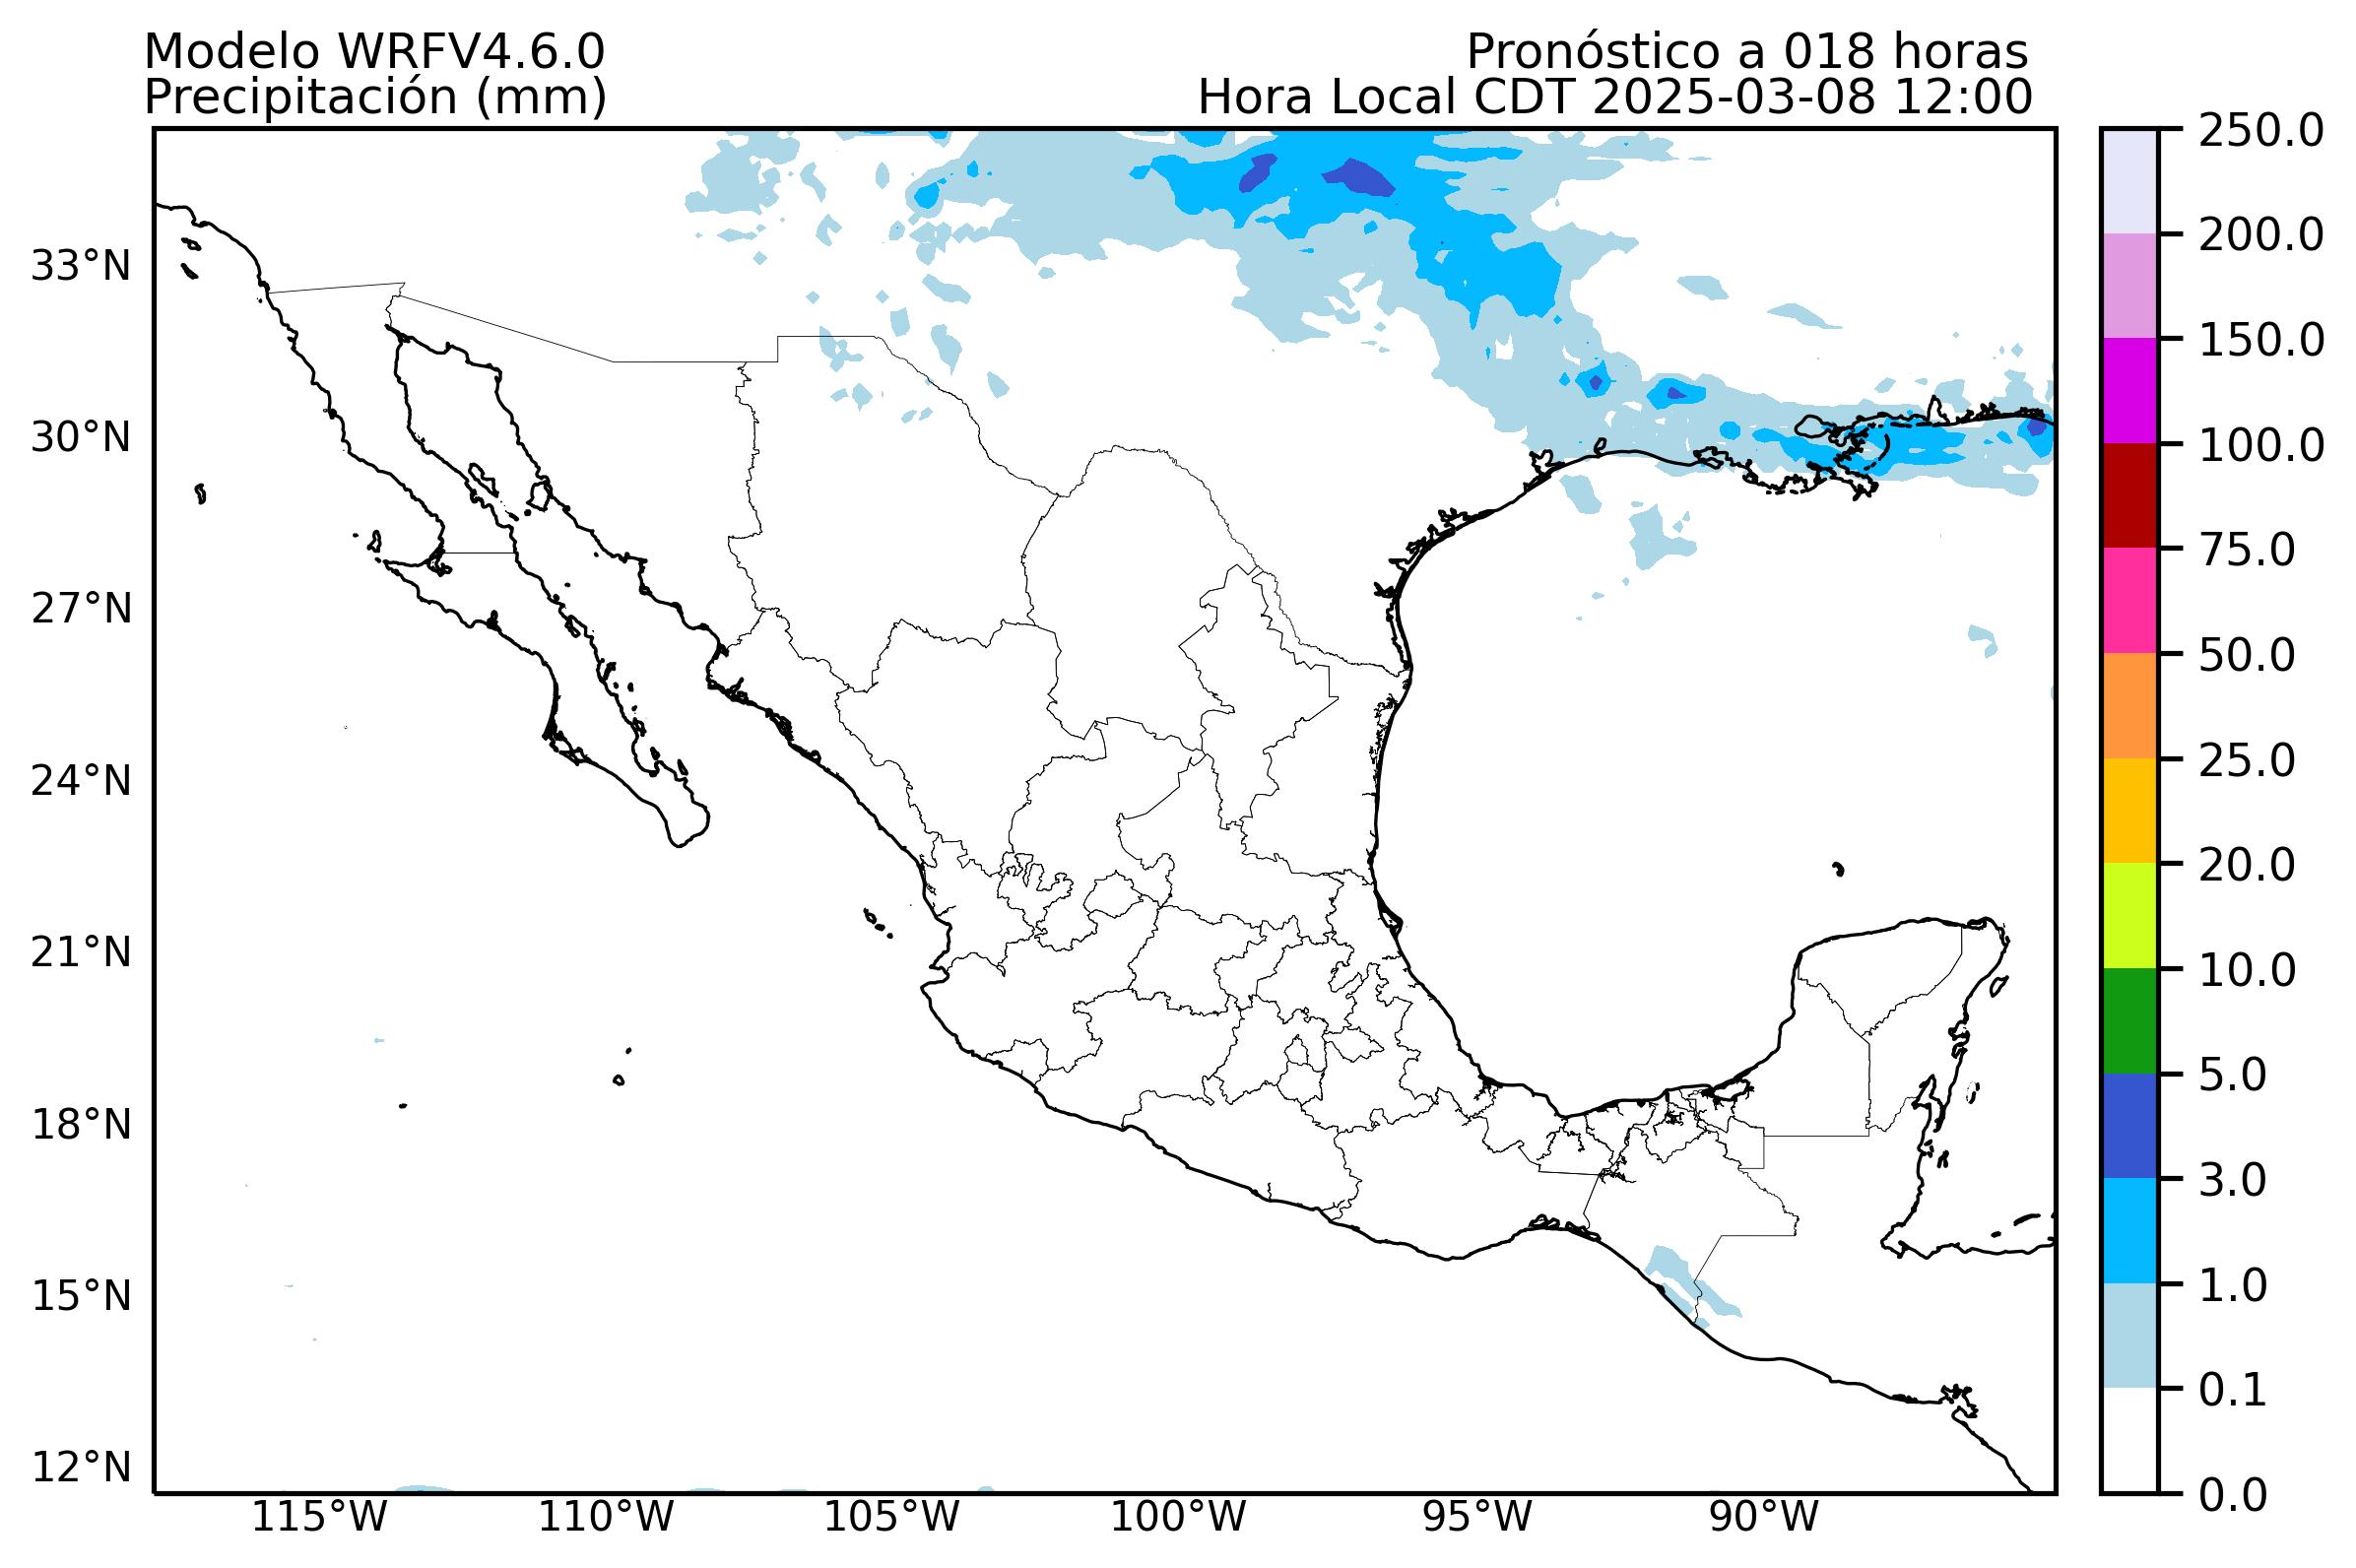 Modelo WRFV4.6.0
Pronóstico a 018 horas
Precipitación (mm)
Hora Local CDT 2025-03-08 12:00
33°N
30°N
27°N
24°N
21°N
18°N
15°N
12°N
115°W
110°W
105°W
100°W
95°W
90°W
250.0
200.0
150.0
100.0
75.0
50.0
25.0
20.0
10.0
5.0
3.0
1.0
0.1
0.0